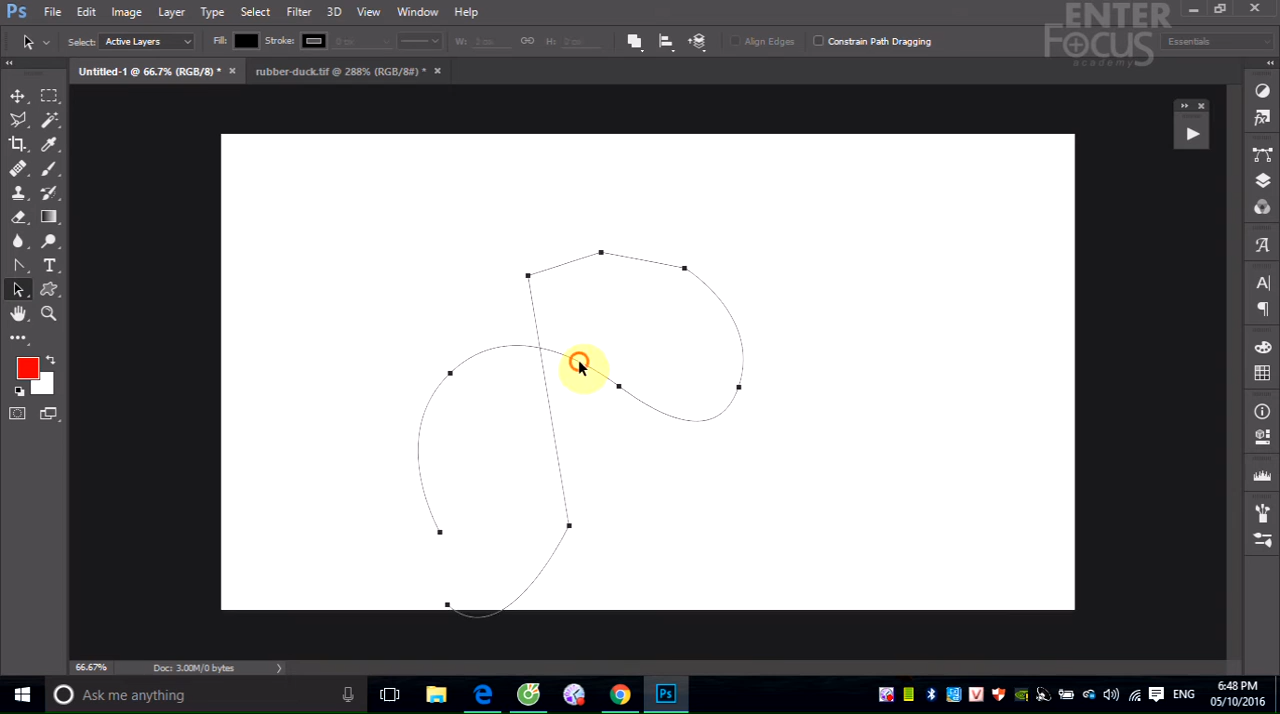 Ps File Edit Image Layer Type Select Filter 3D View Window Help
ENTER FOCUS academy
Select: Active Layers Fill: Stroke: W: H: Align Edges Constrain Path Dragging Essentials
Untitled-1 @ 66.7% (RGB/8) * × rubber-duck.tif @ 288% (RGB/8#) * ×
66.67% Doc: 3.00M/0 bytes
Ask me anything Ps ENG 6:48 PM
05/10/2016